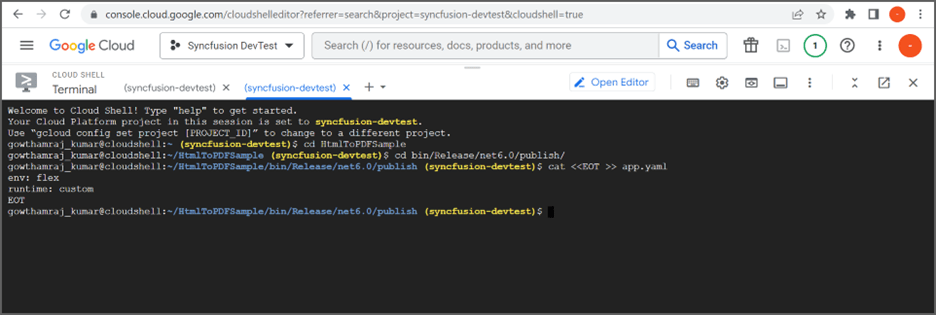 console.cloud.google.com/cloudshelleditor?referrer=search&project=syncfusion-devtest&cloudshell=true
Google Cloud
Syncfusion DevTest
Search (/) for resources, docs, products, and more
Search
1
CLOUD SHELL
Terminal
(syncfusion-devtest)
(syncfusion-devtest)
Open Editor
Welcome to Cloud Shell! Type "help" to get started.
Your Cloud Platform project in this session is set to syncfusion-devtest.
Use “gcloud config set project [PROJECT_ID]” to change to a different project.
gowthamraj_kumar@cloudshell:~ (syncfusion-devtest)$ cd HtmlToPDFSample
gowthamraj_kumar@cloudshell:~/HtmlToPDFSample (syncfusion-devtest)$ cd bin/Release/net6.0/publish/
gowthamraj_kumar@cloudshell:~/HtmlToPDFSample/bin/Release/net6.0/publish (syncfusion-devtest)$ cat <<EOT >> app.yaml
env: flex
runtime: custom
EOT
gowthamraj_kumar@cloudshell:~/HtmlToPDFSample/bin/Release/net6.0/publish (syncfusion-devtest)$